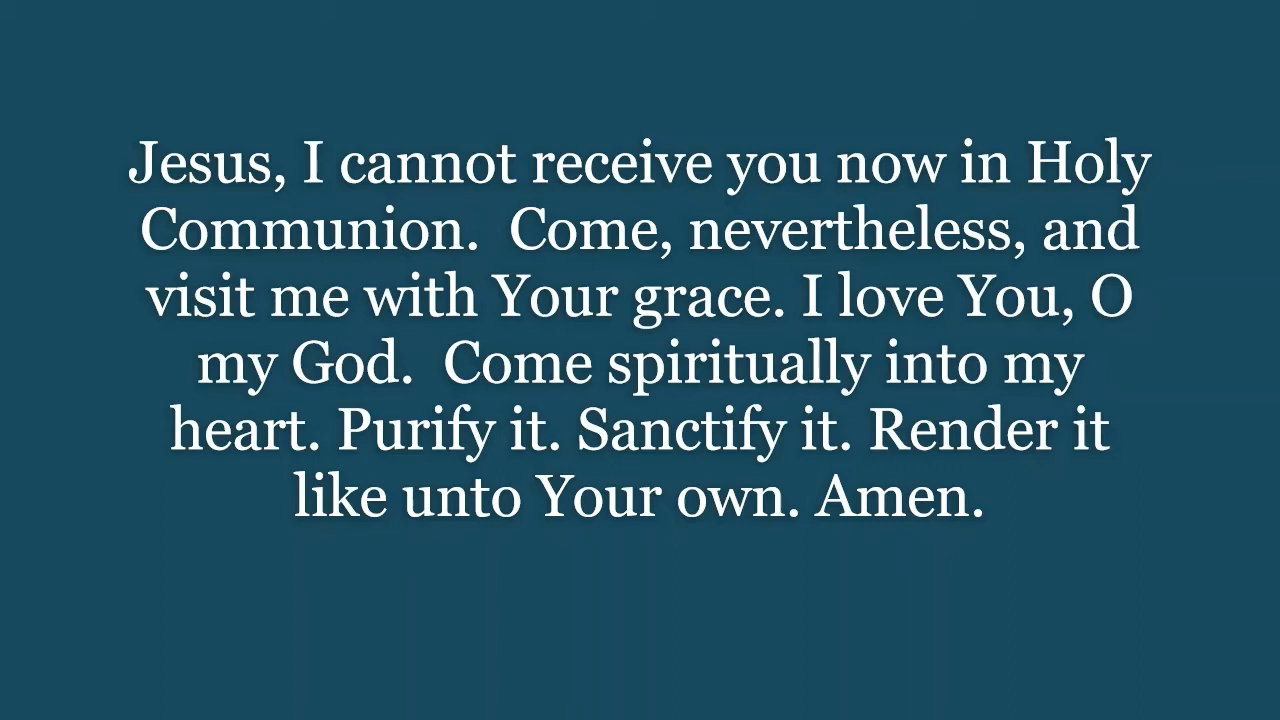 Jesus, I cannot receive you now in Holy
Communion.  Come, nevertheless, and
visit me with Your grace. I love You, O
my God.  Come spiritually into my
heart. Purify it. Sanctify it. Render it
like unto Your own. Amen.